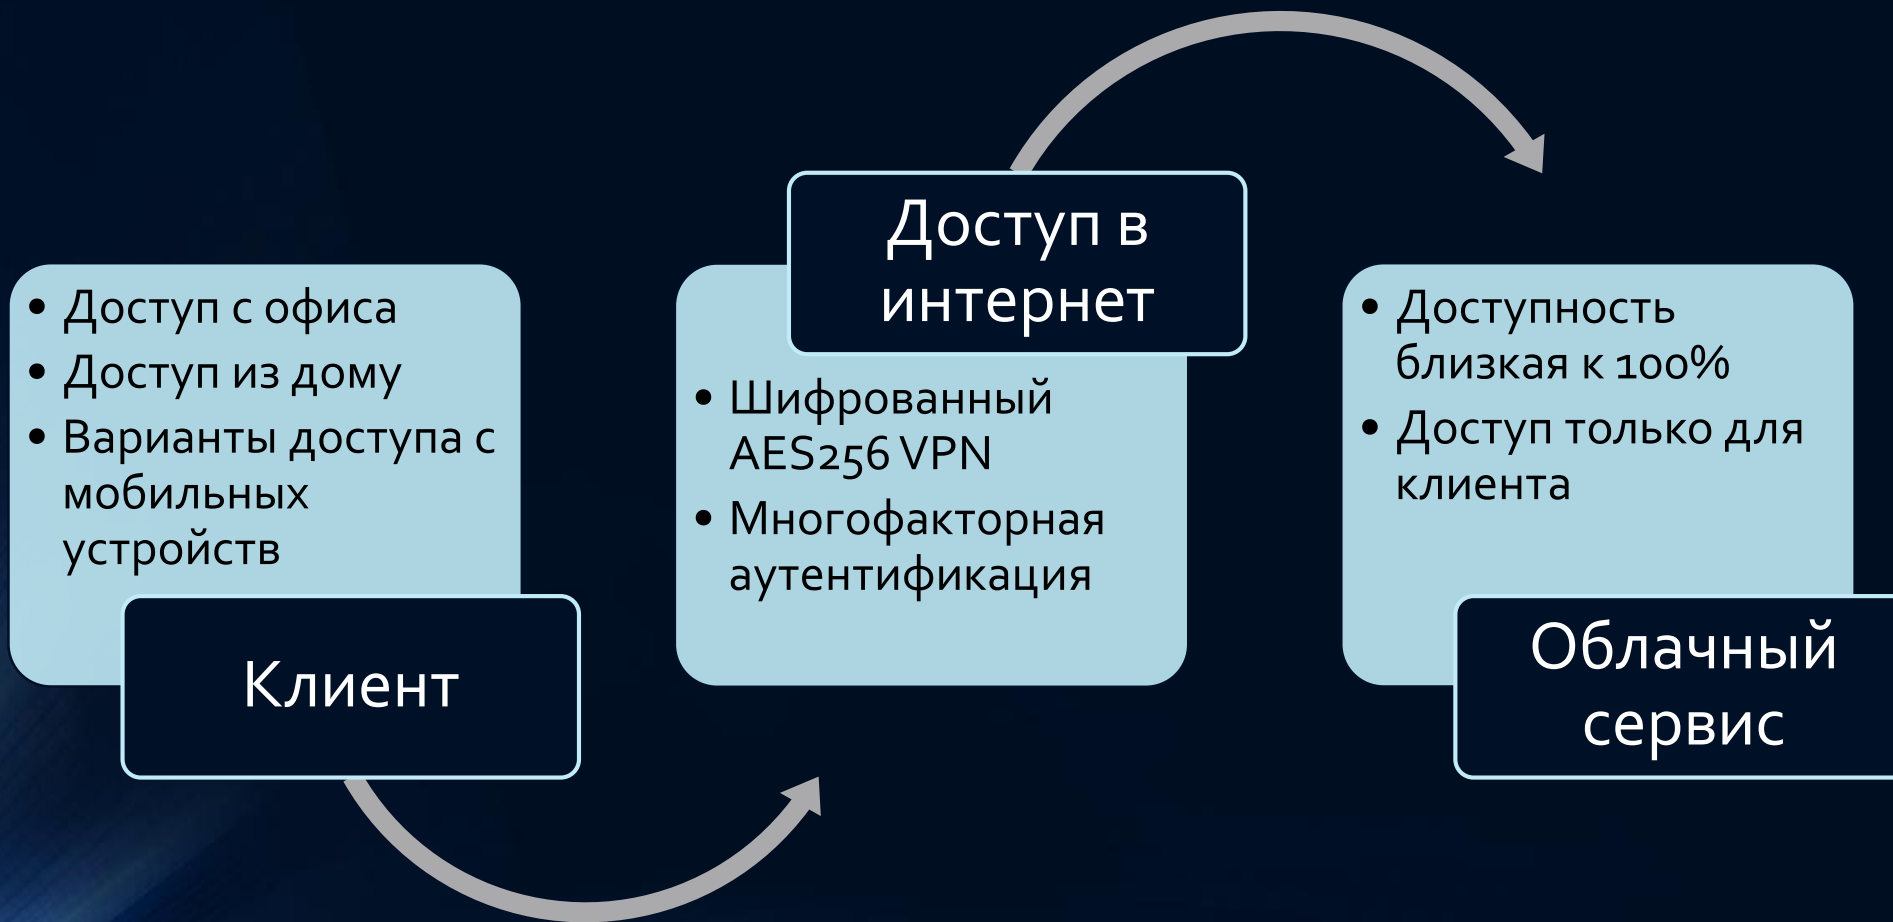 • Доступ с офиса
• Доступ из дому
• Варианты доступа с
мобильных
устройств
Клиент
Доступ в
интернет
• Шифрованный
AES256 VPN
• Многофакторная
аутентификация
• Доступность
близкая к 100%
• Доступ только для
клиента
Облачный
сервис